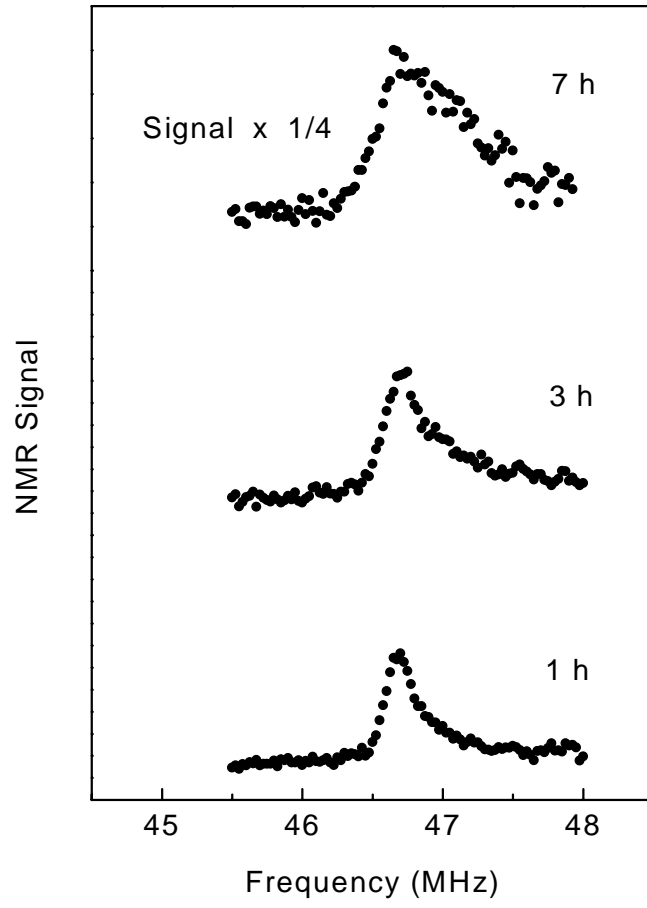 7 h
Signal x 1/4
3 h
NMR Signal
1 h
45 46 47 48
Frequency (MHz)